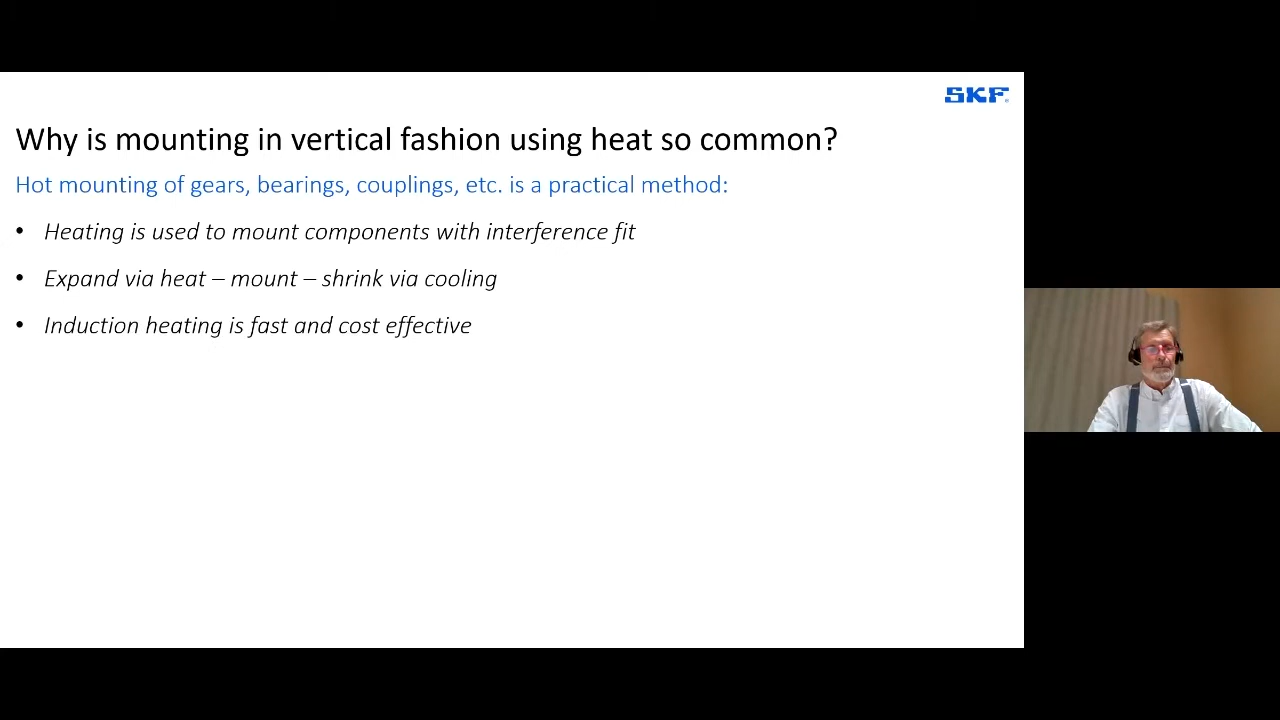 SKF
Why is mounting in vertical fashion using heat so common?
Hot mounting of gears, bearings, couplings, etc. is a practical method:
• Heating is used to mount components with interference fit
• Expand via heat – mount – shrink via cooling
• Induction heating is fast and cost effective